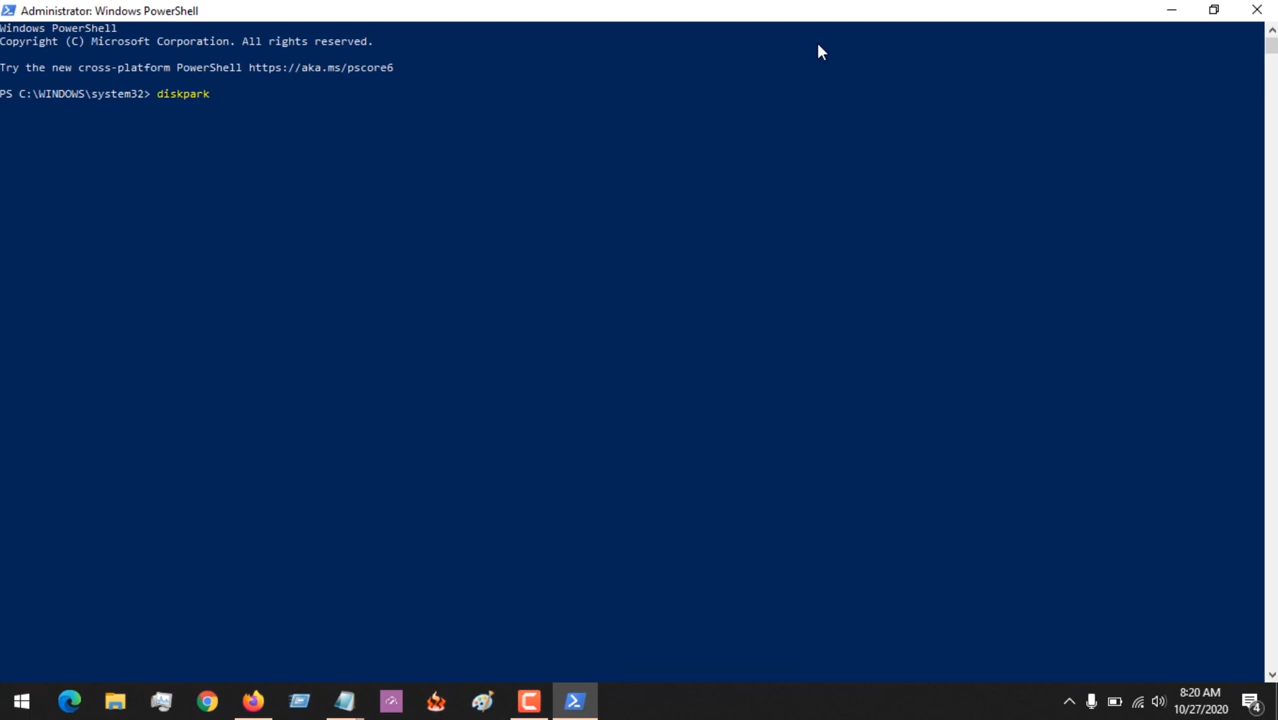 Administrator: Windows PowerShell
Windows PowerShell
Copyright (C) Microsoft Corporation. All rights reserved.
Try the new cross-platform PowerShell https://aka.ms/pscore6
PS C:\WINDOWS\system32> diskpark
8:20 AM
10/27/2020
4